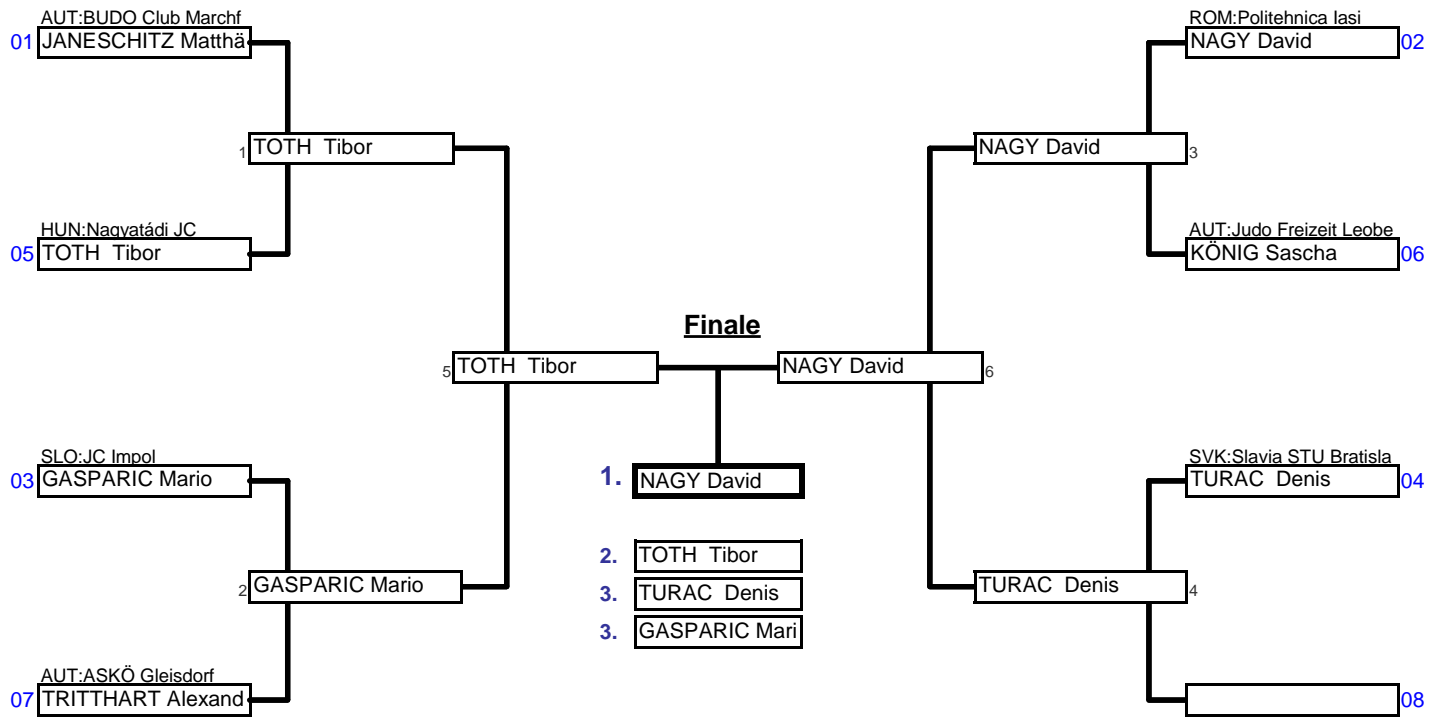 AUT:BUDO Club Marchf
01 JANESCHITZ Matthä
1 TOTH  Tibor
HUN:Nagyatádi JC
05 TOTH  Tibor
5 TOTH  Tibor
SLO:JC Impol
03 GASPARIC Mario
2 GASPARIC Mario
AUT:ASKÖ Gleisdorf
07 TRITTHART Alexand
Finale
1. NAGY David
2. TOTH  Tibor
3. TURAC  Denis
3. GASPARIC Mari
ROM:Politehnica Iasi
NAGY David 02
NAGY David 3
AUT:Judo Freizeit Leobe
KÖNIG Sascha 06
NAGY David 6
SVK:Slavia STU Bratisla
TURAC  Denis 04
TURAC  Denis 4
08